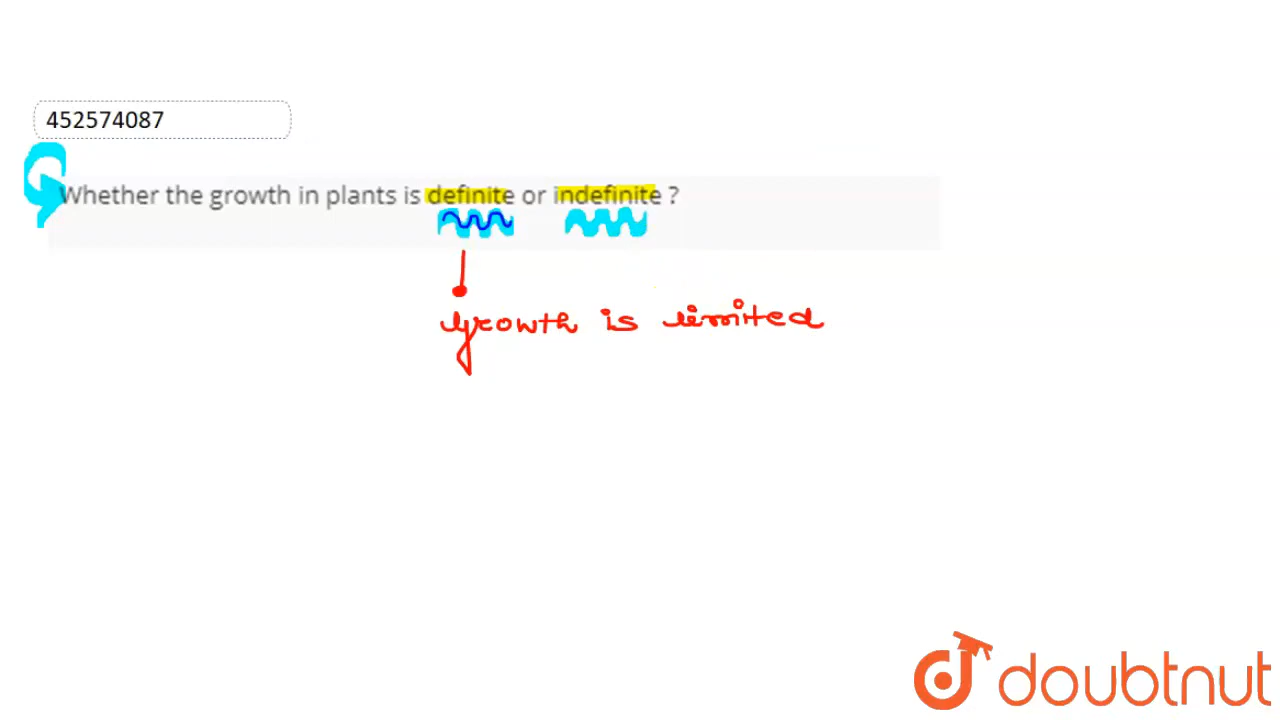 452574087
Whether the growth in plants is definite or indefinite ?
Growth is limited
doubtnut